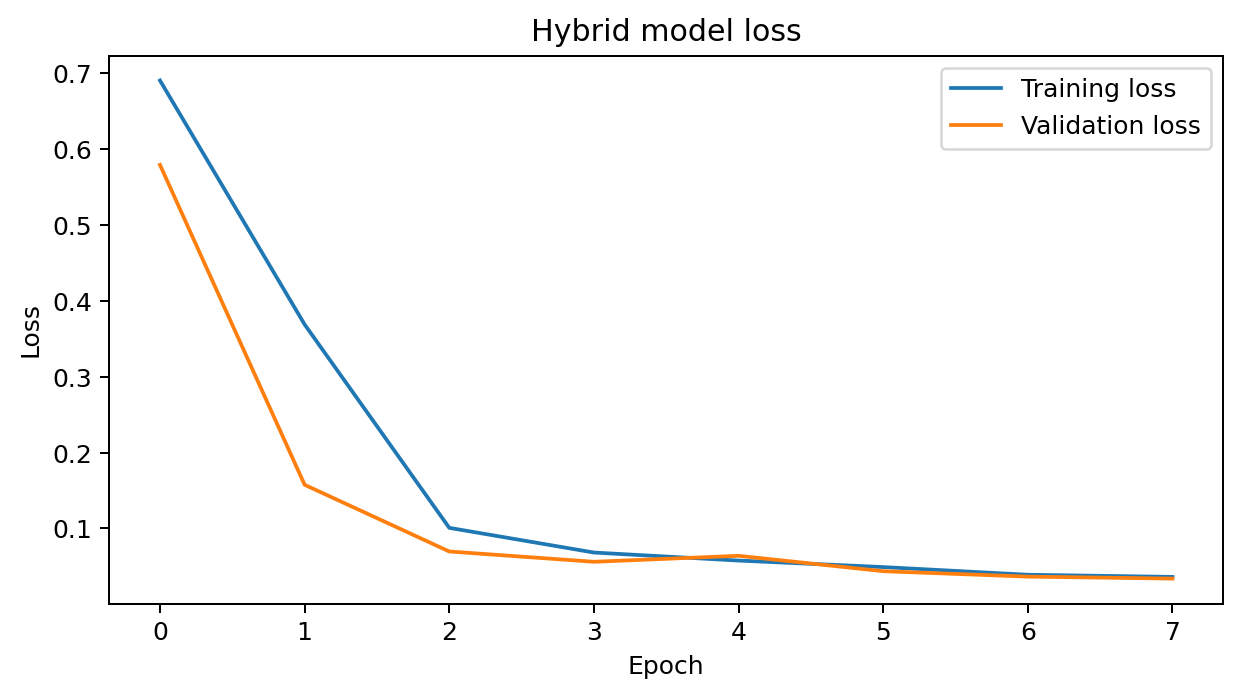 Hybrid model loss
Training loss
Validation loss
0.7
0.6
0.5
0.4
0.3
0.2
0.1
Loss
0 1 2 3 4 5 6 7
Epoch